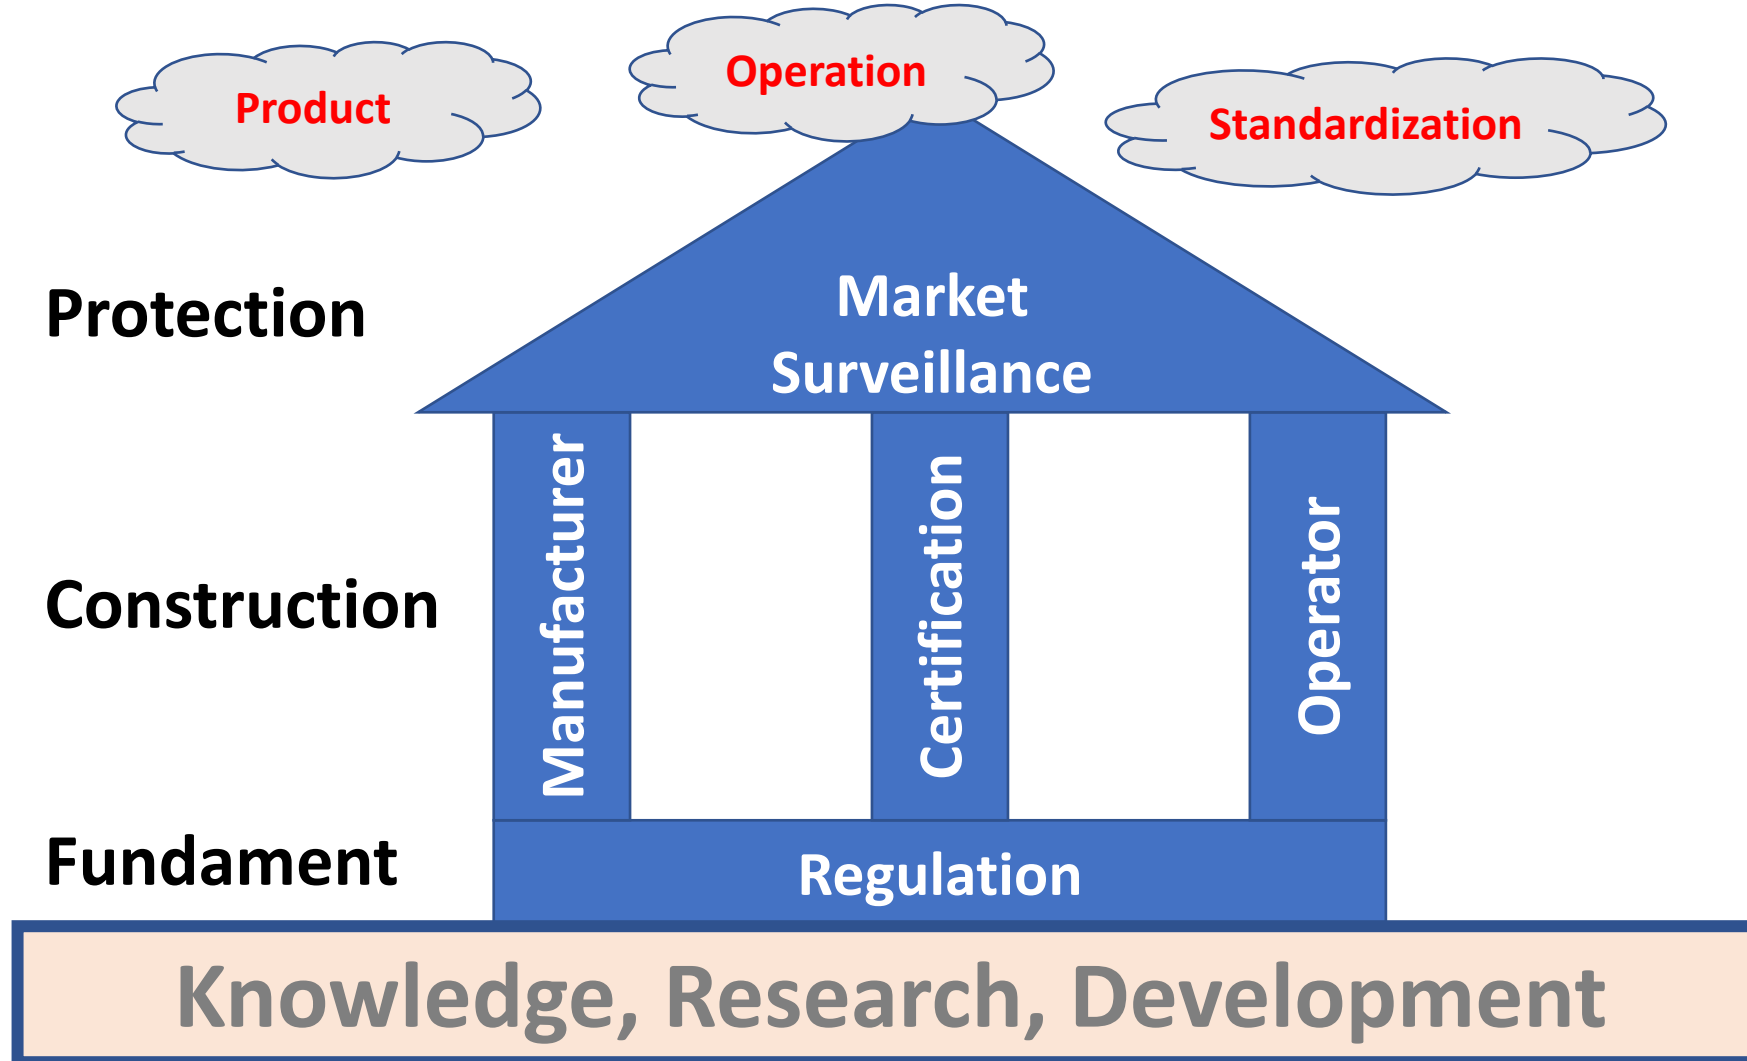 Product
Operation
Standardization
Protection
Market
Surveillance
Construction
Manufacturer
Certification
Operator
Fundament
Regulation
Knowledge, Research, Development